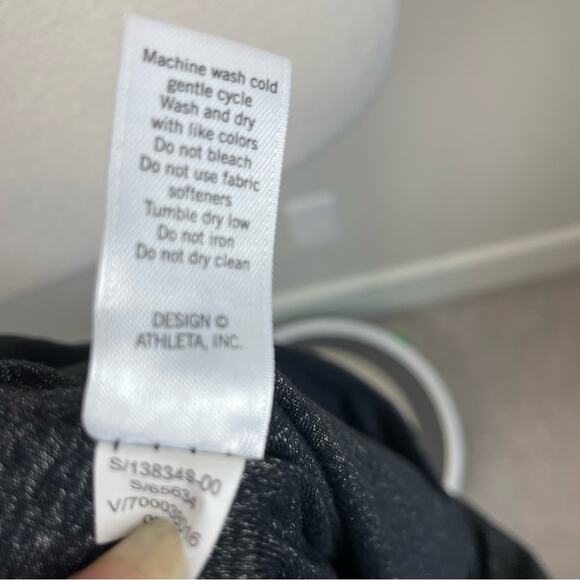 Machine wash cold
gentle cycle
Wash and dry
with like colors
Do not bleach
Do not use fabric
softeners
Tumble dry low
Do not iron
Do not dry clean
DESIGN ©
ATHLETA, INC.
S/138349-00
S/65634